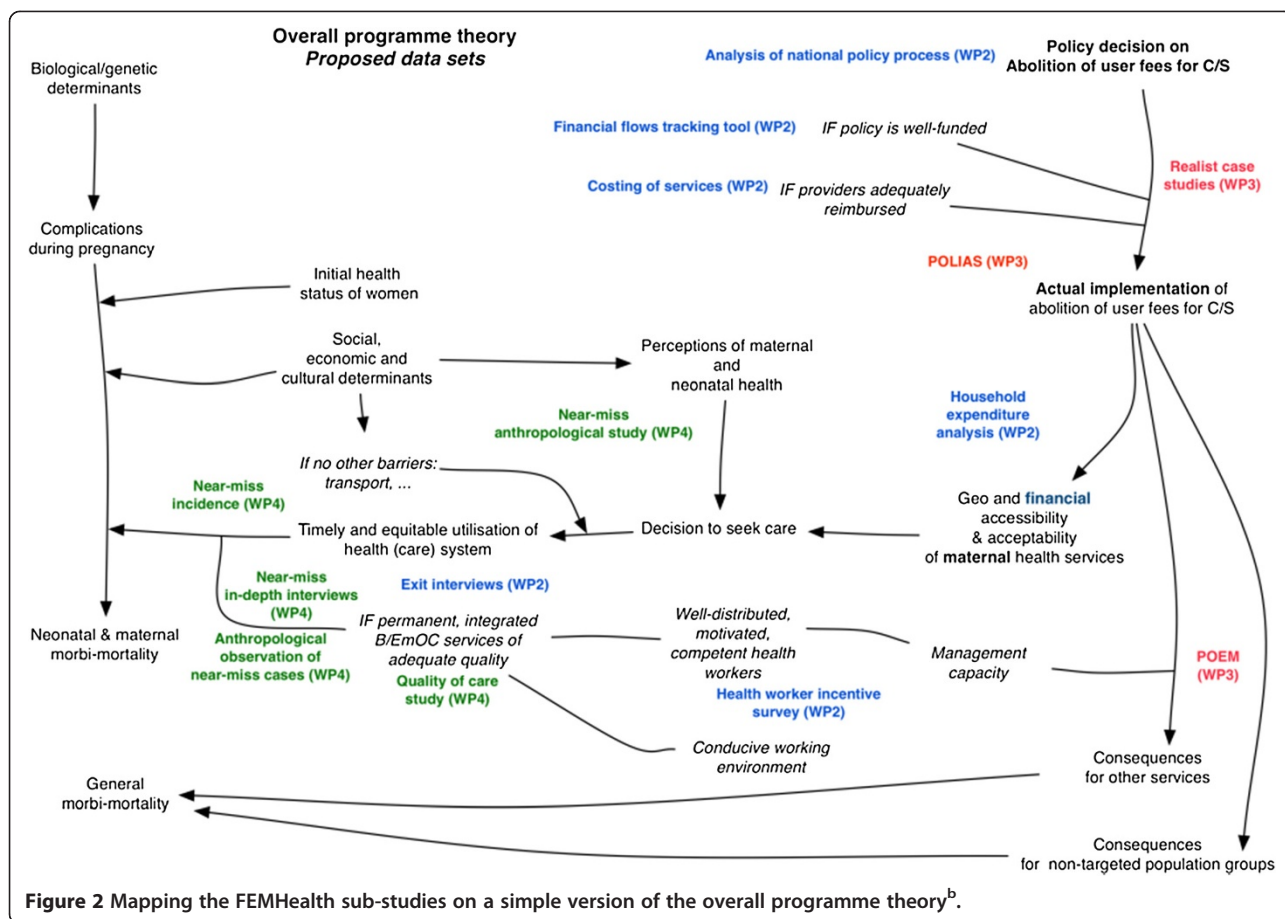 Overall programme theory
Proposed data sets
Biological/genetic
determinants
Analysis of national policy process (WP2)
Policy decision on
Abolition of user fees for C/S
Financial flows tracking tool (WP2)
IF policy is well-funded
Realist case
studies (WP3)
Costing of services (WP2)
IF providers adequately
reimbursed
Complications
during pregnancy
POLIAS (WP3)
Initial health
status of women
Actual implementation of
abolition of user fees for C/S
Social,
economic and
cultural determinants
Perceptions of maternal
and
neonatal health
Household
expenditure
analysis (WP2)
Near-miss
anthropological study (WP4)
If no other barriers:
transport, ...
Near-miss
incidence (WP4)
Timely and equitable utilisation of
health (care) system
Decision to seek care
Geo and financial
accessibility
& acceptability
of maternal health services
Near-miss
in-depth interviews
(WP4)
Exit interviews (WP2)
Neonatal & maternal
morbi-mortality
Anthropological
observation of
near-miss cases (WP4)
IF permanent, integrated
B/EmOC services of
adequate quality
Quality of care
study (WP4)
Well-distributed,
motivated,
competent health
workers
Health worker incentive
survey (WP2)
Management
capacity
POEM
(WP3)
Conducive working
environment
Consequences
for other services
General
morbi-mortality
Consequences
for non-targeted population groups
Figure 2 Mapping the FEMHealth sub-studies on a simple version of the overall programme theoryb.